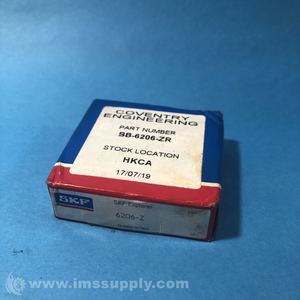 COVENTRY
ENGINEERING
PART NUMBER
BB-6206-ZR
STOCK LOCATION
HKCA
17/07/19
SKF
SKF Explorer
6206-Z
www.imssupply.com